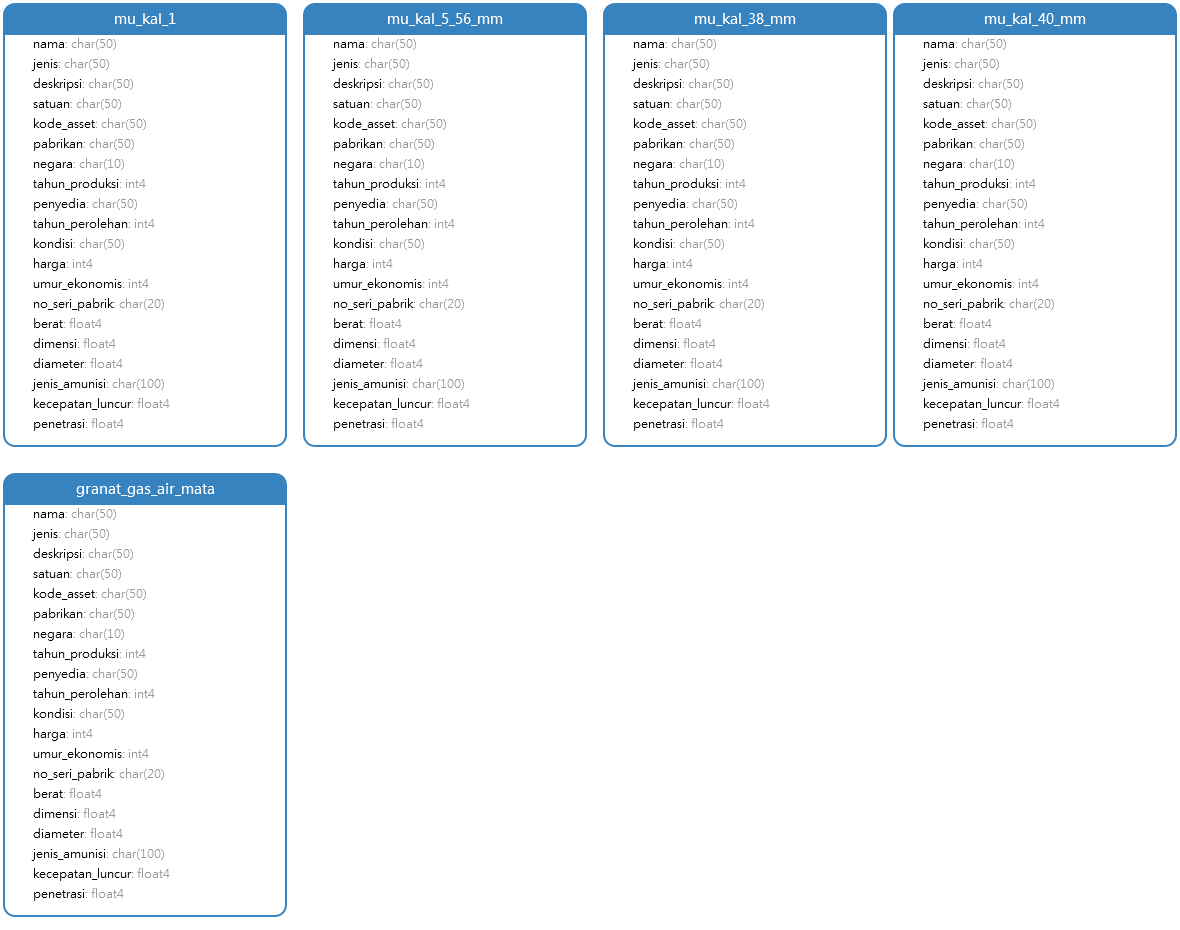 mu_kal_1
nama: char(50)
jenis: char(50)
deskripsi: char(50)
satuan: char(50)
kode_asset: char(50)
pabrikan: char(50)
negara: char(10)
tahun_produksi: int4
penyedia: char(50)
tahun_perolehan: int4
kondisi: char(50)
harga: int4
umur_ekonomis: int4
no_seri_pabrik: char(20)
berat: float4
dimensi: float4
diameter: float4
jenis_amunisi: char(100)
kecepatan_luncur: float4
penetrasi: float4
mu_kal_5_56_mm
nama: char(50)
jenis: char(50)
deskripsi: char(50)
satuan: char(50)
kode_asset: char(50)
pabrikan: char(50)
negara: char(10)
tahun_produksi: int4
penyedia: char(50)
tahun_perolehan: int4
kondisi: char(50)
harga: int4
umur_ekonomis: int4
no_seri_pabrik: char(20)
berat: float4
dimensi: float4
diameter: float4
jenis_amunisi: char(100)
kecepatan_luncur: float4
penetrasi: float4
mu_kal_38_mm
nama: char(50)
jenis: char(50)
deskripsi: char(50)
satuan: char(50)
kode_asset: char(50)
pabrikan: char(50)
negara: char(10)
tahun_produksi: int4
penyedia: char(50)
tahun_perolehan: int4
kondisi: char(50)
harga: int4
umur_ekonomis: int4
no_seri_pabrik: char(20)
berat: float4
dimensi: float4
diameter: float4
jenis_amunisi: char(100)
kecepatan_luncur: float4
penetrasi: float4
mu_kal_40_mm
nama: char(50)
jenis: char(50)
deskripsi: char(50)
satuan: char(50)
kode_asset: char(50)
pabrikan: char(50)
negara: char(10)
tahun_produksi: int4
penyedia: char(50)
tahun_perolehan: int4
kondisi: char(50)
harga: int4
umur_ekonomis: int4
no_seri_pabrik: char(20)
berat: float4
dimensi: float4
diameter: float4
jenis_amunisi: char(100)
kecepatan_luncur: float4
penetrasi: float4
granat_gas_air_mata
nama: char(50)
jenis: char(50)
deskripsi: char(50)
satuan: char(50)
kode_asset: char(50)
pabrikan: char(50)
negara: char(10)
tahun_produksi: int4
penyedia: char(50)
tahun_perolehan: int4
kondisi: char(50)
harga: int4
umur_ekonomis: int4
no_seri_pabrik: char(20)
berat: float4
dimensi: float4
diameter: float4
jenis_amunisi: char(100)
kecepatan_luncur: float4
penetrasi: float4